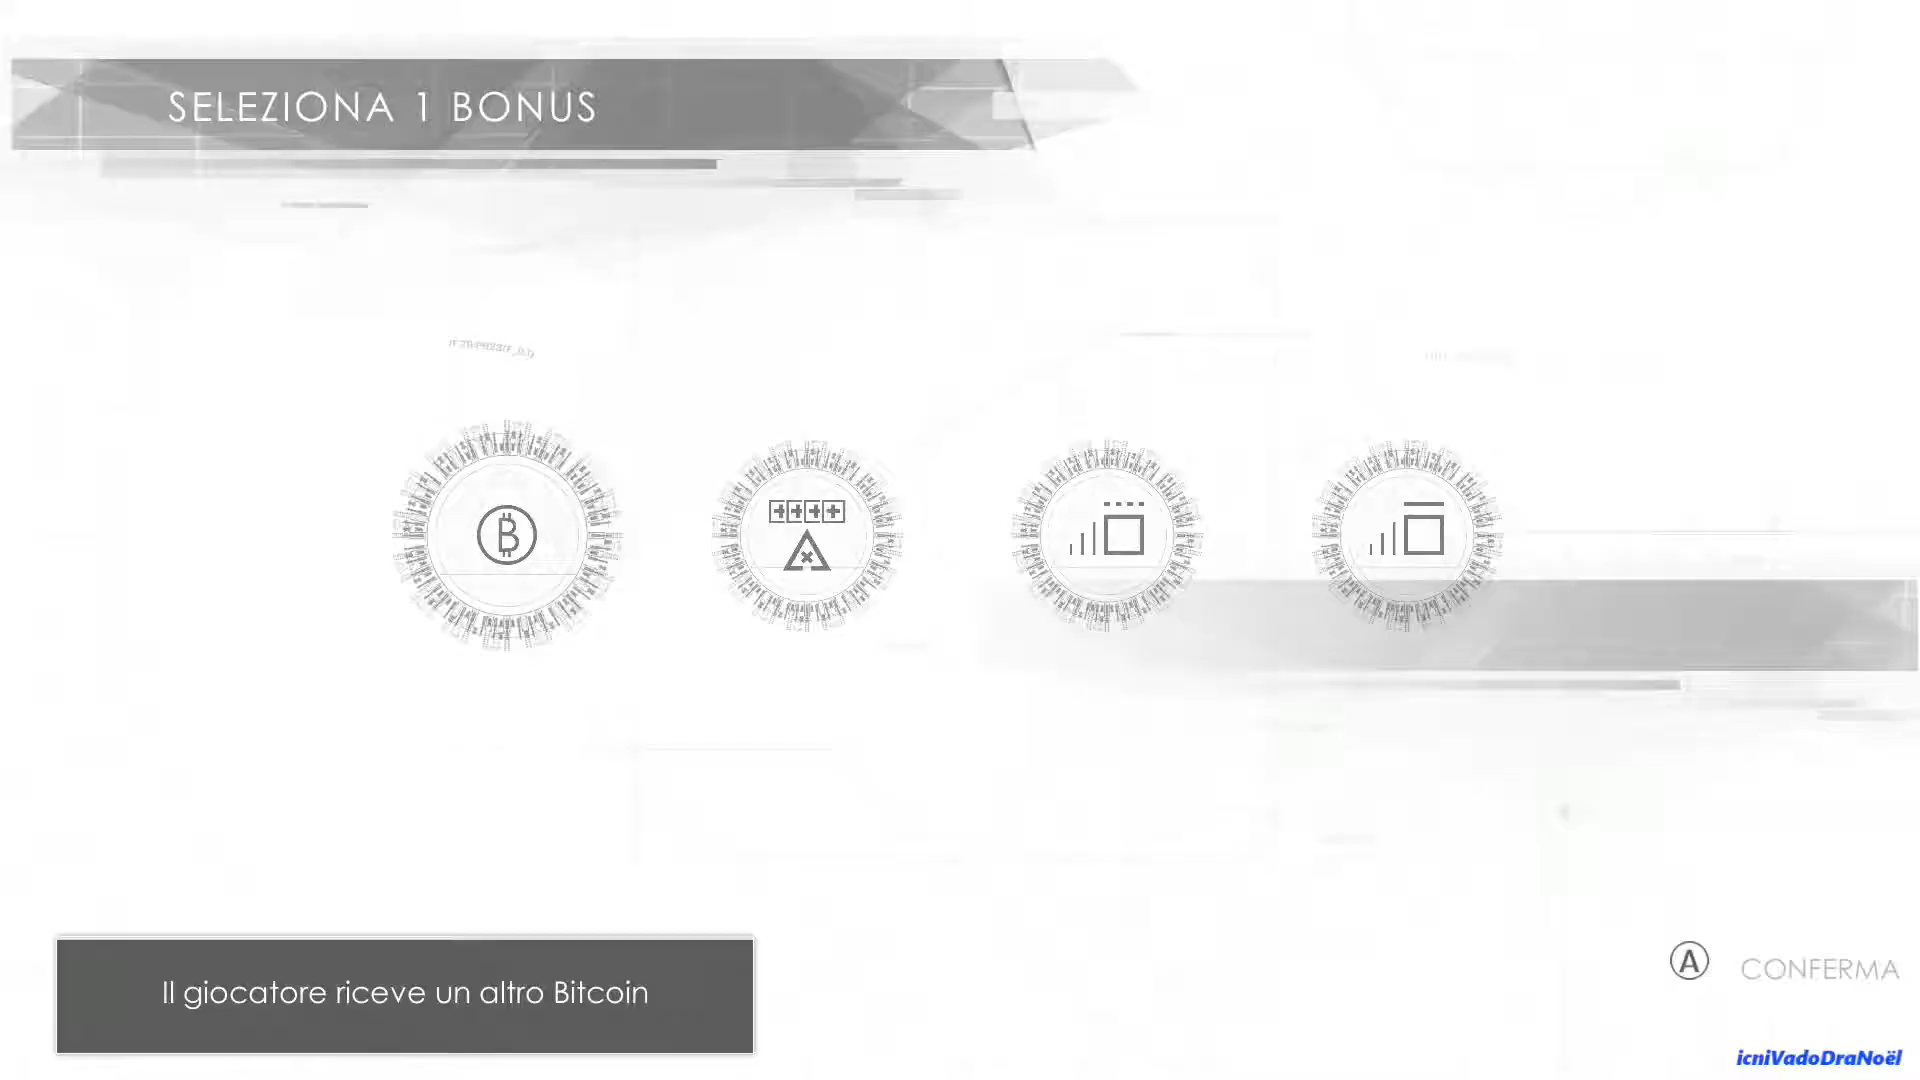 SELEZIONA 1 BONUS
Il giocatore riceve un altro Bitcoin
A CONFERMA
icniVadoDraNoël